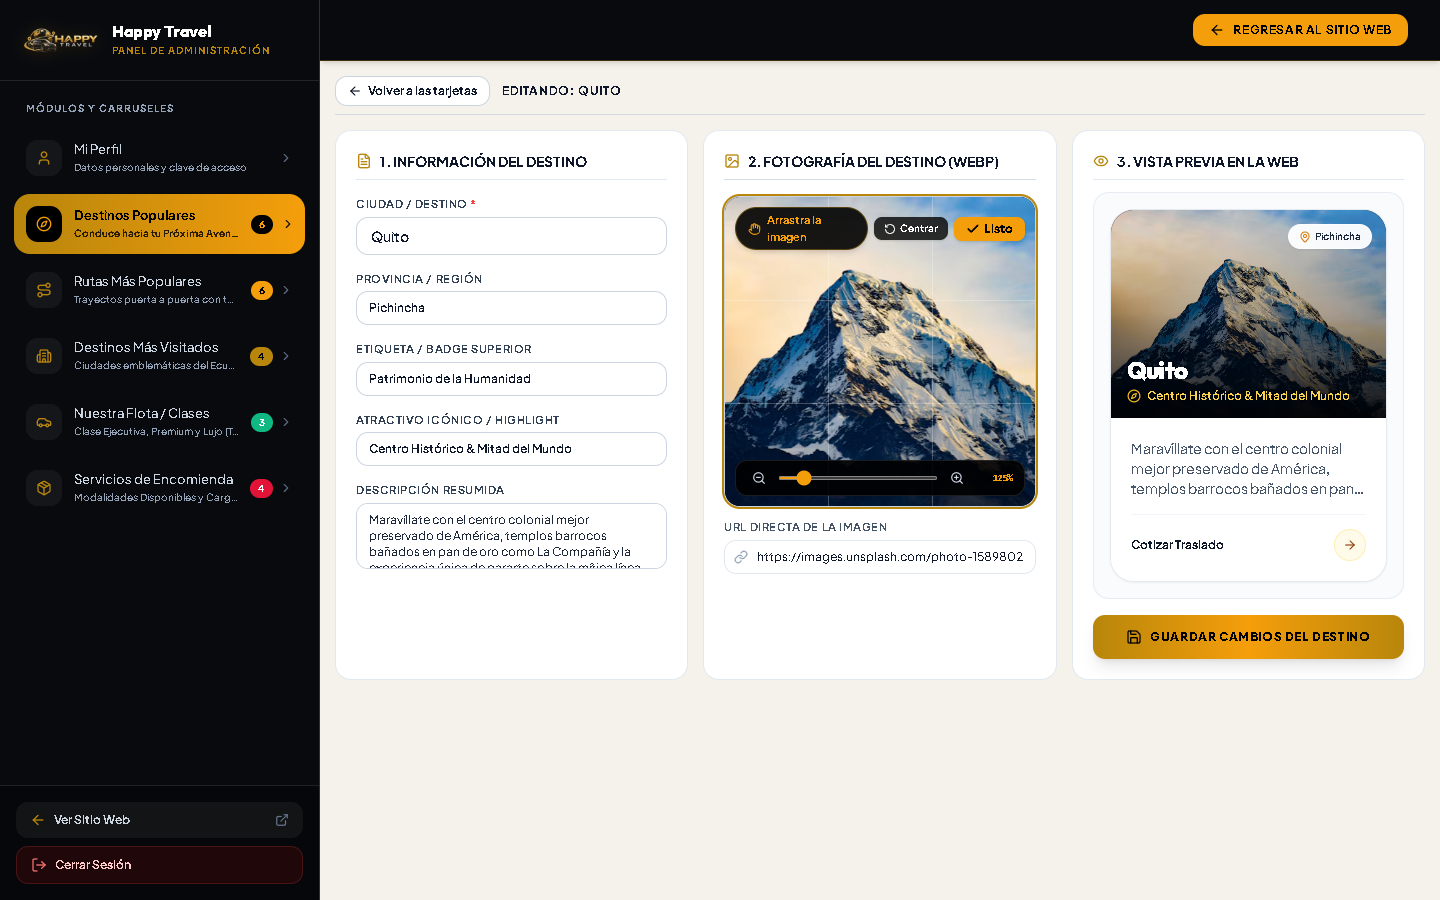 HAPPY
TRAVEL
Happy Travel
PANEL DE ADMINISTRACIÓN
MÓDULOS Y CARRUSELES
Mi Perfil
Datos personales y clave de acceso
Destinos Populares
Conduce hacia tu Próxima Aven...
6
Rutas Más Populares
Trayectos puerta a puerta con t...
6
Destinos Más Visitados
Ciudades emblemáticas del Ecu...
4
Nuestra Flota / Clases
Clase Ejecutiva, Premium y Lujo (T...
3
Servicios de Encomienda
Modalidades Disponibles y Carg...
4
Ver Sitio Web
Cerrar Sesión
REGRESAR AL SITIO WEB
Volver a las tarjetas
EDITANDO: QUITO
1. INFORMACIÓN DEL DESTINO
CIUDAD / DESTINO *
Quito
PROVINCIA / REGIÓN
Pichincha
ETIQUETA / BADGE SUPERIOR
Patrimonio de la Humanidad
ATRACTIVO ICÓNICO / HIGHLIGHT
Centro Histórico & Mitad del Mundo
DESCRIPCIÓN RESUMIDA
Maravíllate con el centro colonial mejor
preservado de América, templos barrocos
bañados en pan de oro como La Compañía y la
experiencia única de pararte sobre la mítica línea
2. FOTOGRAFÍA DEL DESTINO (WEBP)
Arrastra la
imagen
Centrar
Listo
125%
URL DIRECTA DE LA IMAGEN
https://images.unsplash.com/photo-1589802
3. VISTA PREVIA EN LA WEB
Pichincha
Quito
Centro Histórico & Mitad del Mundo
Maravíllate con el centro colonial
mejor preservado de América,
templos barrocos bañados en pan...
Cotizar Traslado
GUARDAR CAMBIOS DEL DESTINO